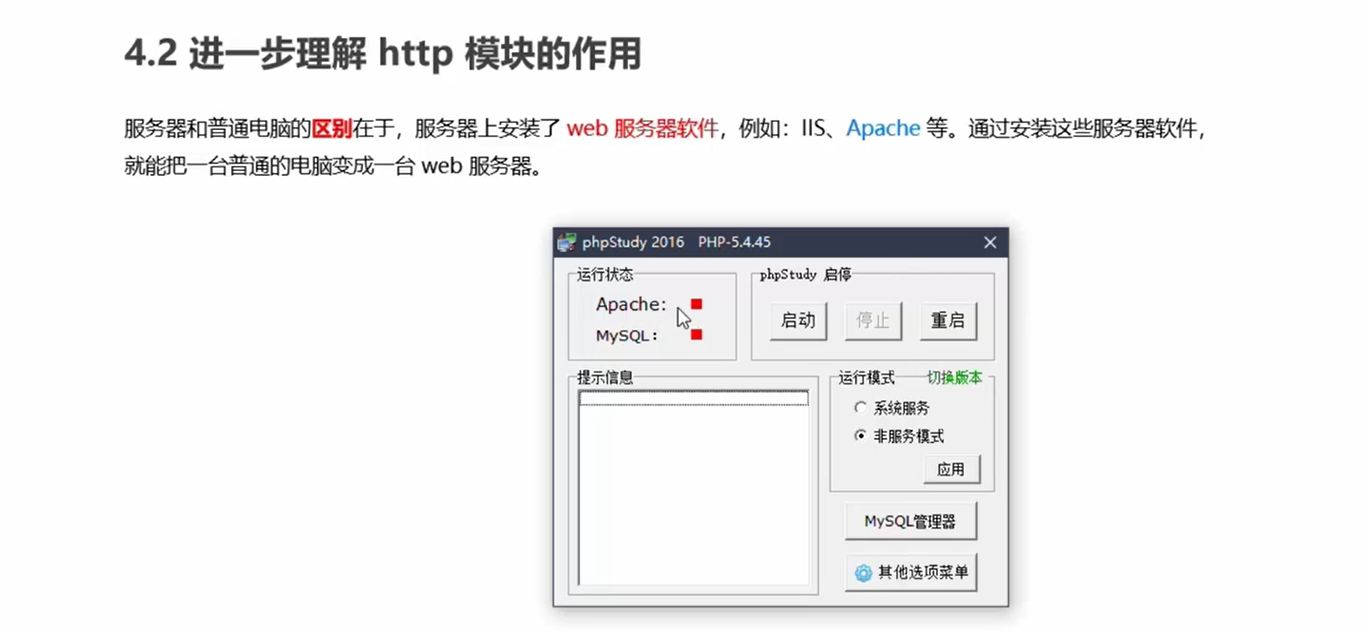 4.2 进一步理解 http 模块的作用
服务器和普通电脑的区别在于，服务器上安装了 web 服务器软件，例如：IIS、Apache 等。通过安装这些服务器软件，
就能把一台普通的电脑变成一台 web 服务器。
phpStudy 2016 PHP-5.4.45
运行状态
Apache:
MySQL:
phpStudy 启停
启动 停止 重启
提示信息
运行模式 切换版本
系统服务
非服务模式
应用
MySQL管理器
其他选项菜单